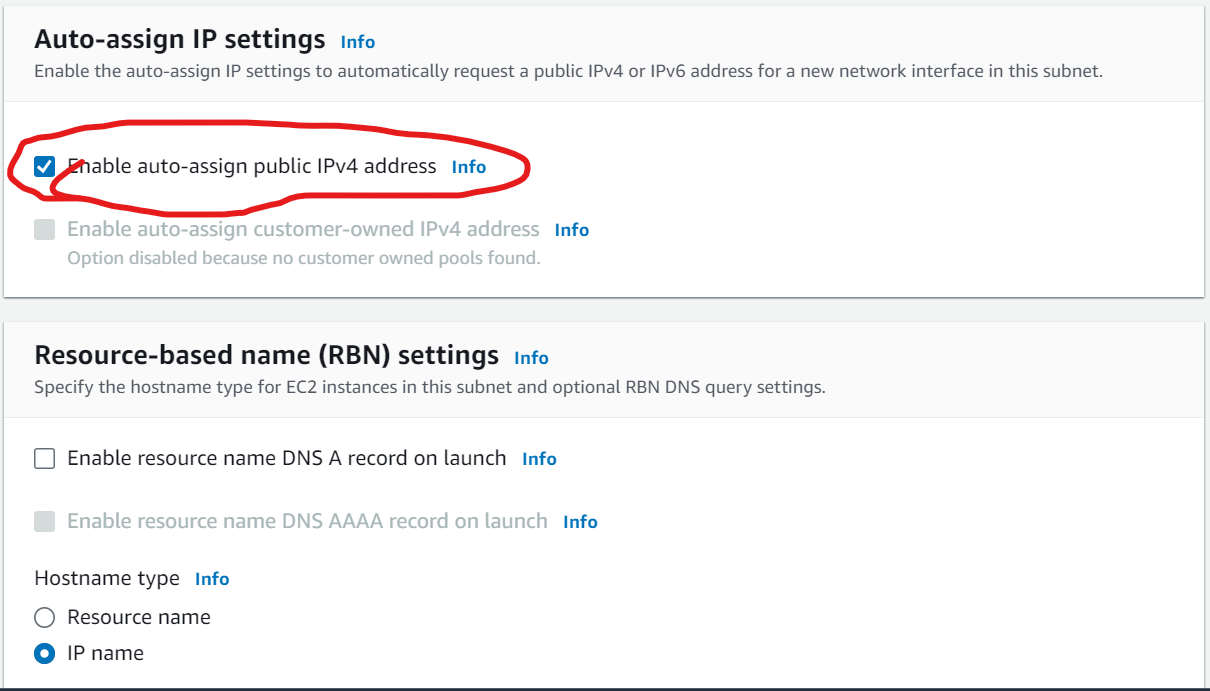 Auto-assign IP settings Info
Enable the auto-assign IP settings to automatically request a public IPv4 or IPv6 address for a new network interface in this subnet.
Enable auto-assign public IPv4 address Info
Enable auto-assign customer-owned IPv4 address Info
Option disabled because no customer owned pools found.
Resource-based name (RBN) settings Info
Specify the hostname type for EC2 instances in this subnet and optional RBN DNS query settings.
Enable resource name DNS A record on launch Info
Enable resource name DNS AAAA record on launch Info
Hostname type Info
Resource name
IP name